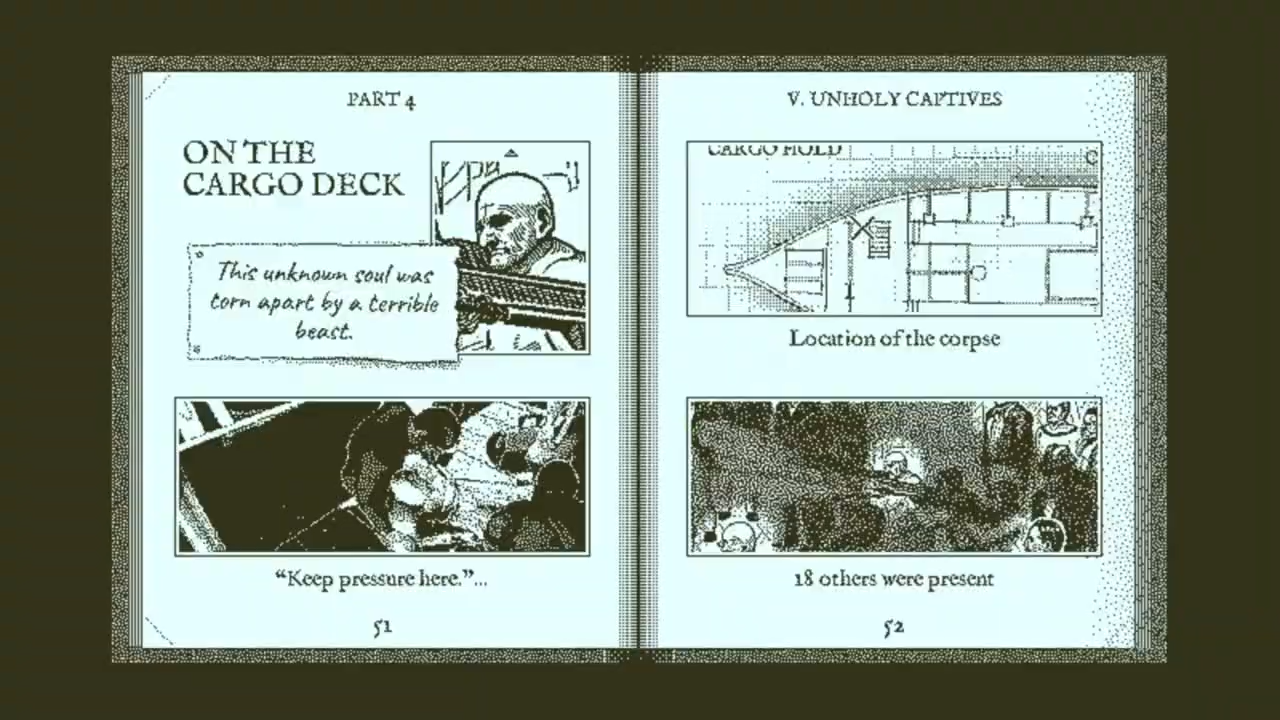 PART 4
ON THE
CARGO DECK
This unknown soul was
torn apart by a terrible
beast.
"Keep pressure here."...
51
V. UNHOLY CAPTIVES
CARGO HOLD
Location of the corpse
18 others were present
52